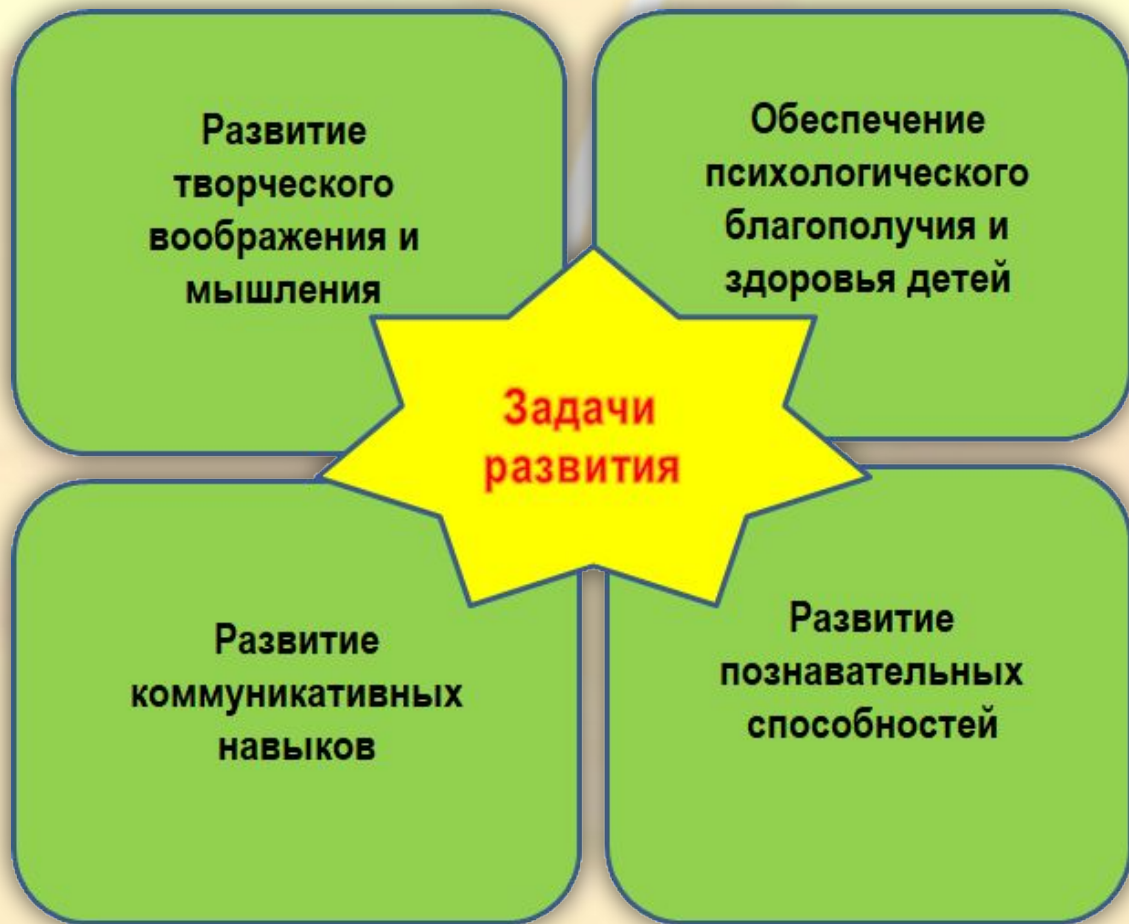 Развитие
творческого
воображения и
мышления
Обеспечение
психологического
благополучия и
здоровья детей
Задачи
развития
Развитие
коммуникативных
навыков
Развитие
познавательных
способностей